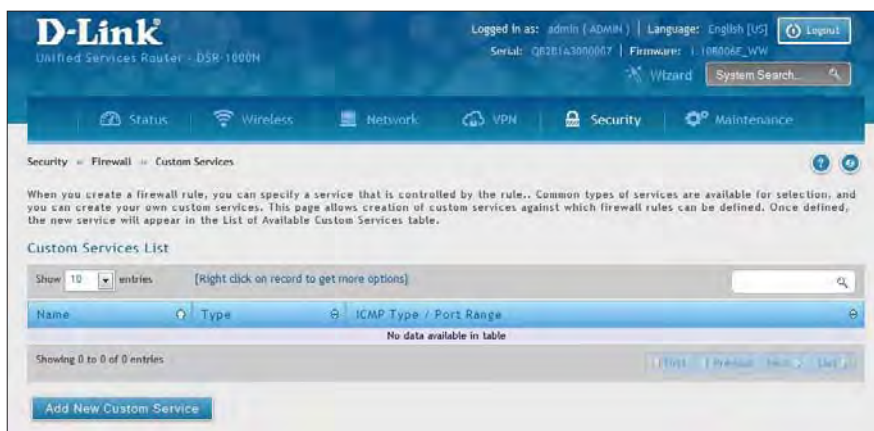 D-Link
Unified Services Router - DSR-1000N
Logged in as: admin ( ADMIN ) | Language: English [US]
Logout
Serial: QB2B1A3000007 | Firmware: 1.10B006E_WW
Wizard
System Search...
Status
Wireless
Network
VPN
Security
Maintenance
Security » Firewall » Custom Services
When you create a firewall rule, you can specify a service that is controlled by the rule.. Common types of services are available for selection, and
you can create your own custom services. This page allows creation of custom services against which firewall rules can be defined. Once defined,
the new service will appear in the List of Available Custom Services table.
Custom Services List
Show 10 entries
[Right click on record to get more options]
Name
Type
ICMP Type / Port Range
No data available in table
Showing 0 to 0 of 0 entries
First
Previous
Next
Last
Add New Custom Service